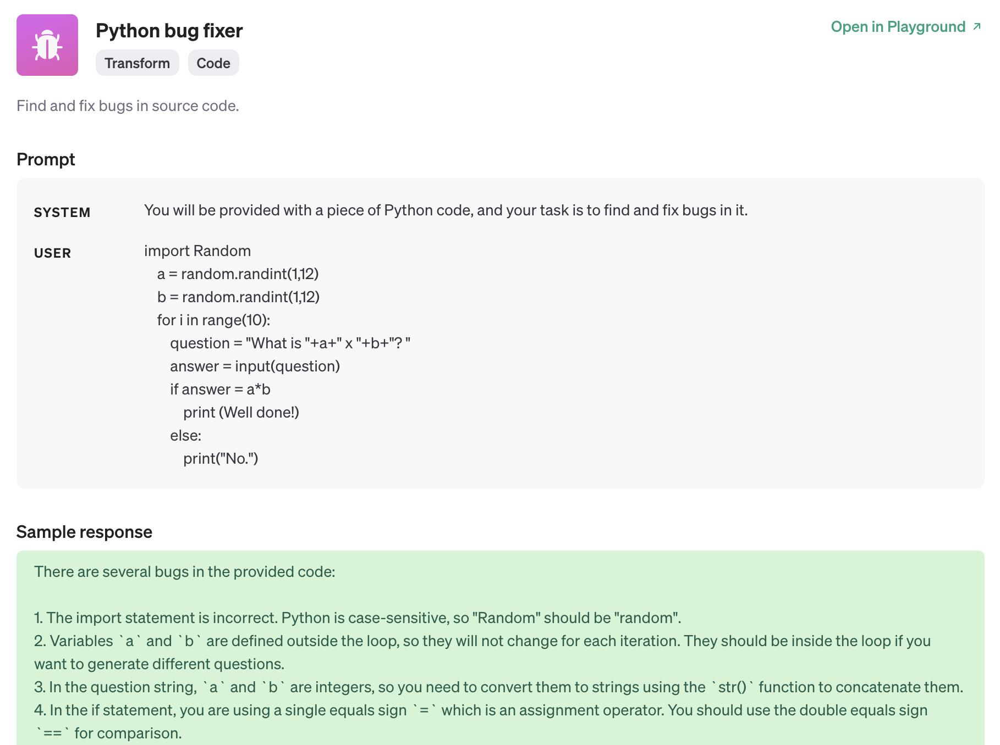 Python bug fixer
Open in Playground ↗
Transform Code
Find and fix bugs in source code.
Prompt
SYSTEM You will be provided with a piece of Python code, and your task is to find and fix bugs in it.
USER import Random
a = random.randint(1,12)
b = random.randint(1,12)
for i in range(10):
question = "What is "+a+" x "+b+"? "
answer = input(question)
if answer = a*b
print (Well done!)
else:
print("No.")
Sample response
There are several bugs in the provided code:
1. The import statement is incorrect. Python is case-sensitive, so "Random" should be "random".
2. Variables `a` and `b` are defined outside the loop, so they will not change for each iteration. They should be inside the loop if you
want to generate different questions.
3. In the question string, `a` and `b` are integers, so you need to convert them to strings using the `str()` function to concatenate them.
4. In the if statement, you are using a single equals sign `=` which is an assignment operator. You should use the double equals sign
`==` for comparison.